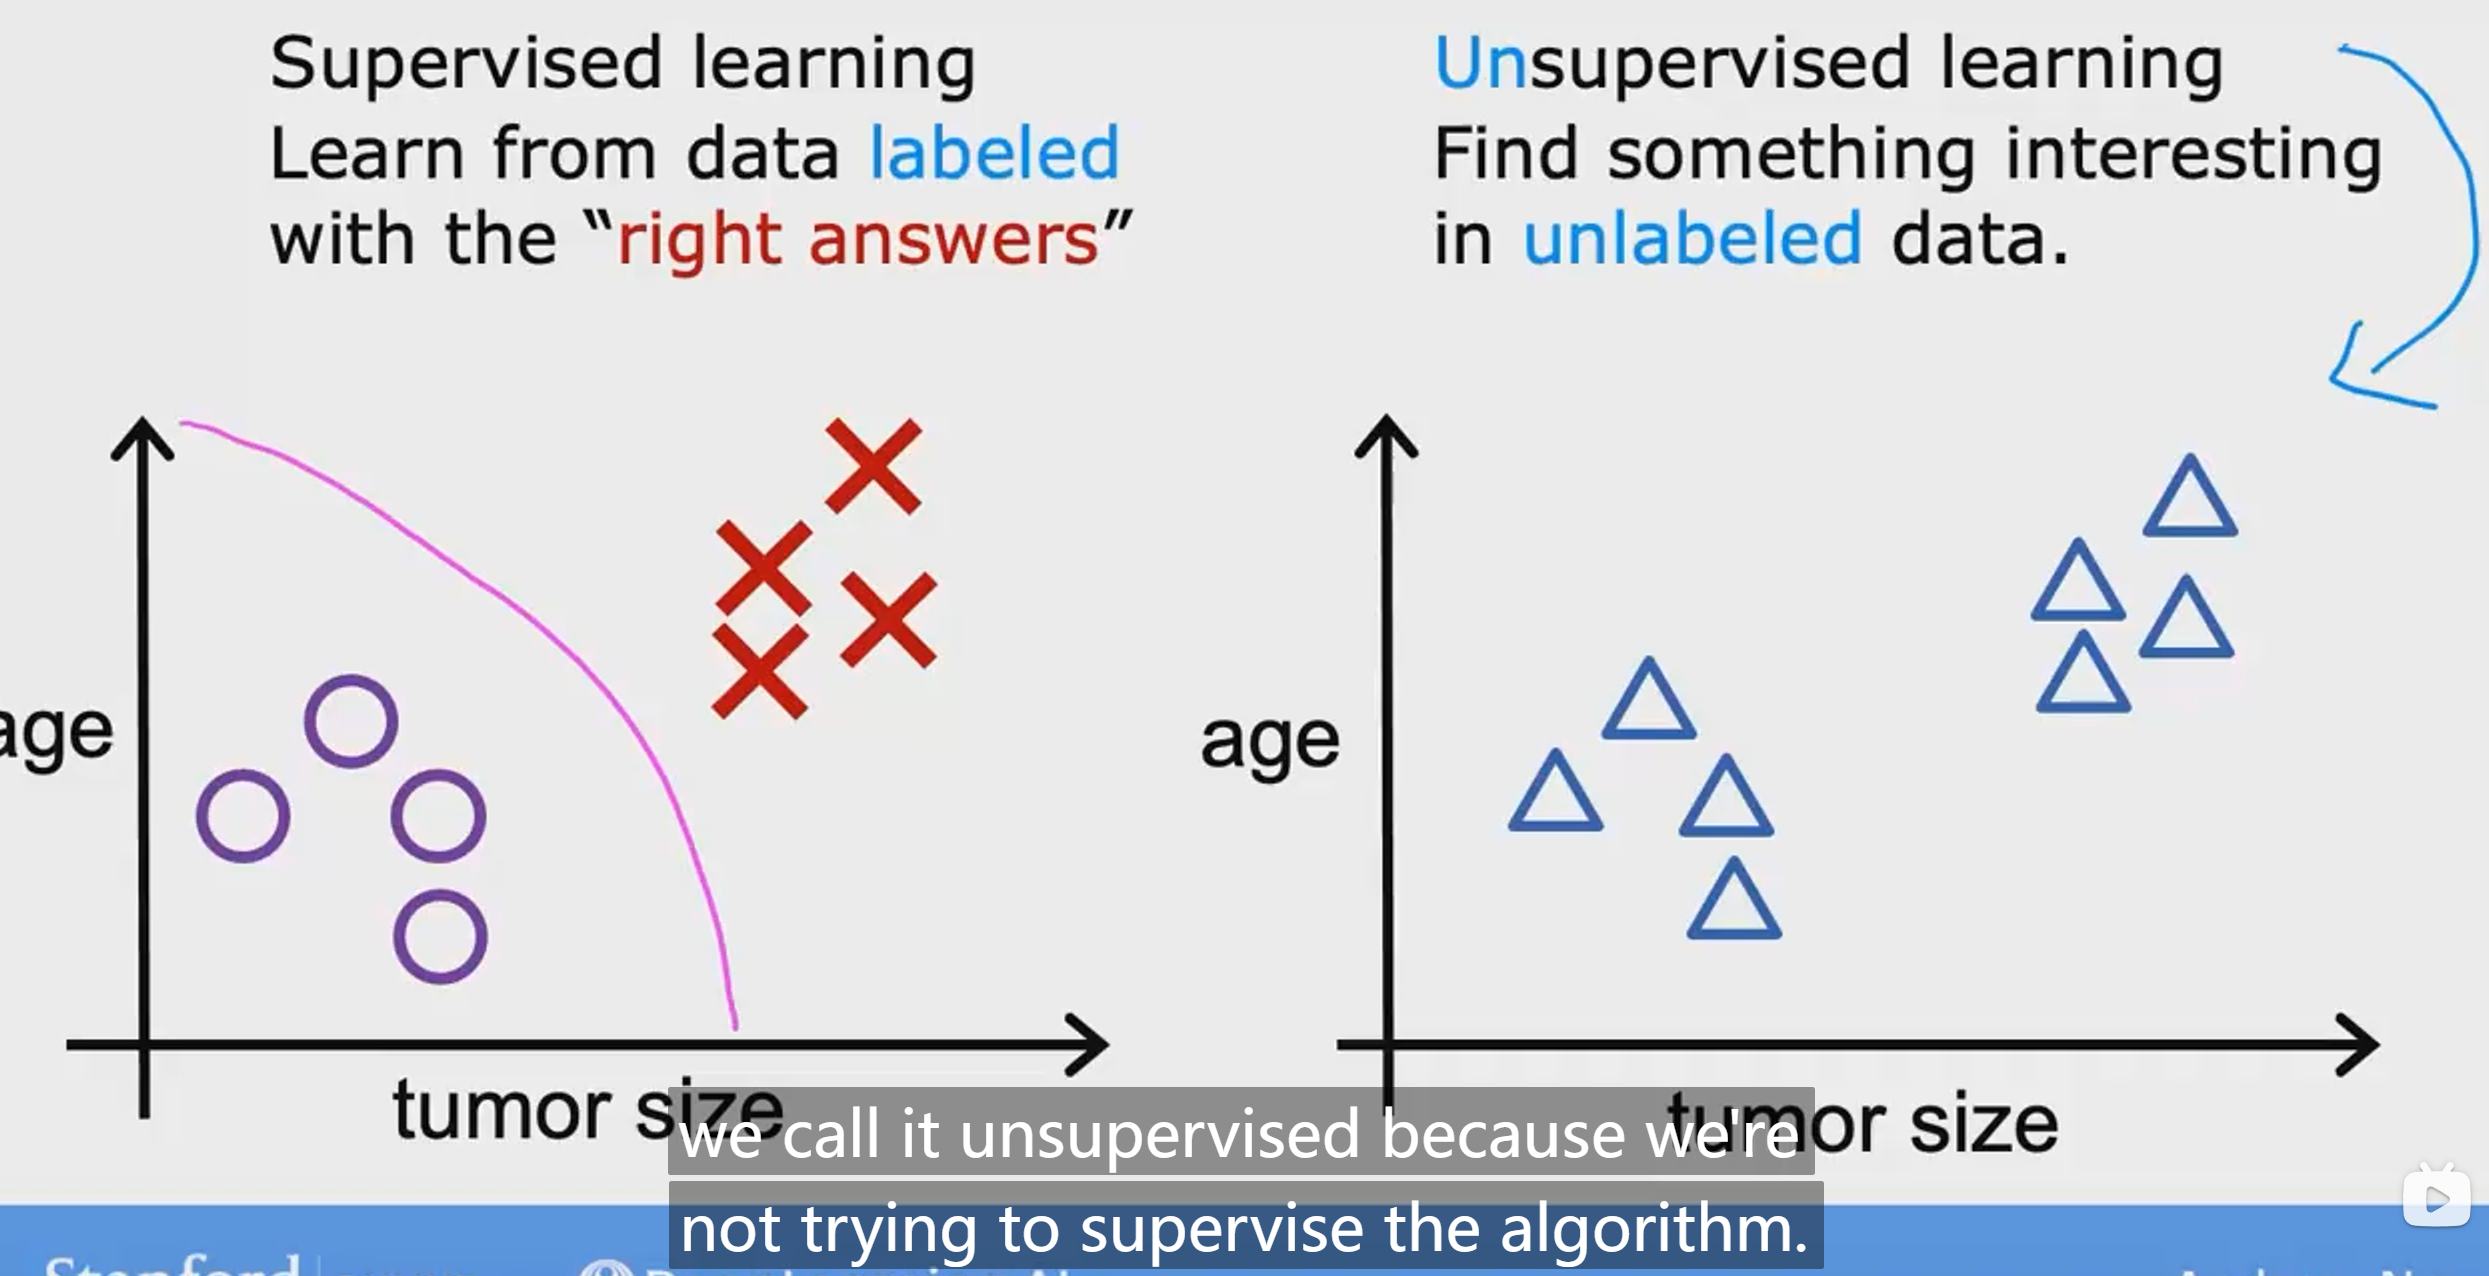 Supervised learning
Learn from data labeled
with the “right answers”
Unsupervised learning
Find something interesting
in unlabeled data.
age
tumor size
age
tumor size
we call it unsupervised because we're
not trying to supervise the algorithm.
Stanford